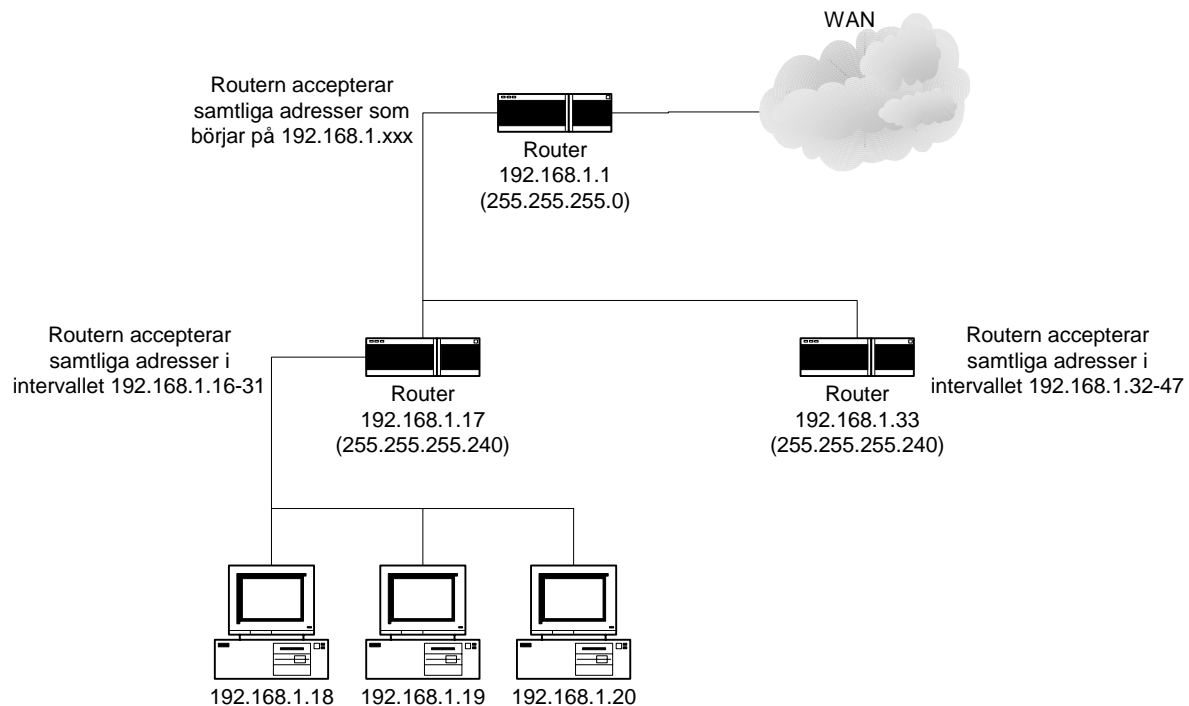 WAN
Routern accepterar
samtliga adresser som
börjar på 192.168.1.xxx
Router
192.168.1.1
(255.255.255.0)
Routern accepterar
samtliga adresser i
intervallet 192.168.1.16-31
Router
192.168.1.17
(255.255.255.240)
Router
192.168.1.33
(255.255.255.240)
Routern accepterar
samtliga adresser i
intervallet 192.168.1.32-47
192.168.1.18
192.168.1.19
192.168.1.20